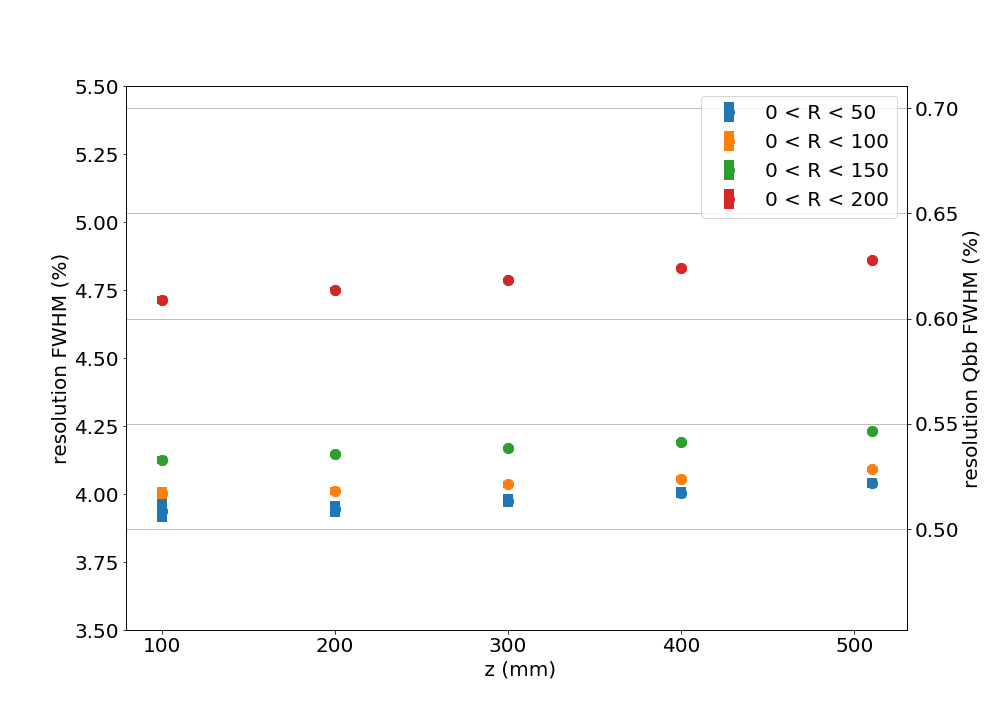 5.50
5.25
5.00
4.75
4.50
4.25
4.00
3.75
3.50
resolution FWHM (%)
0 < R < 50
0 < R < 100
0 < R < 150
0 < R < 200
0.70
0.65
0.60
0.55
0.50
resolution Qbb FWHM (%)
100 200 300 400 500
z (mm)